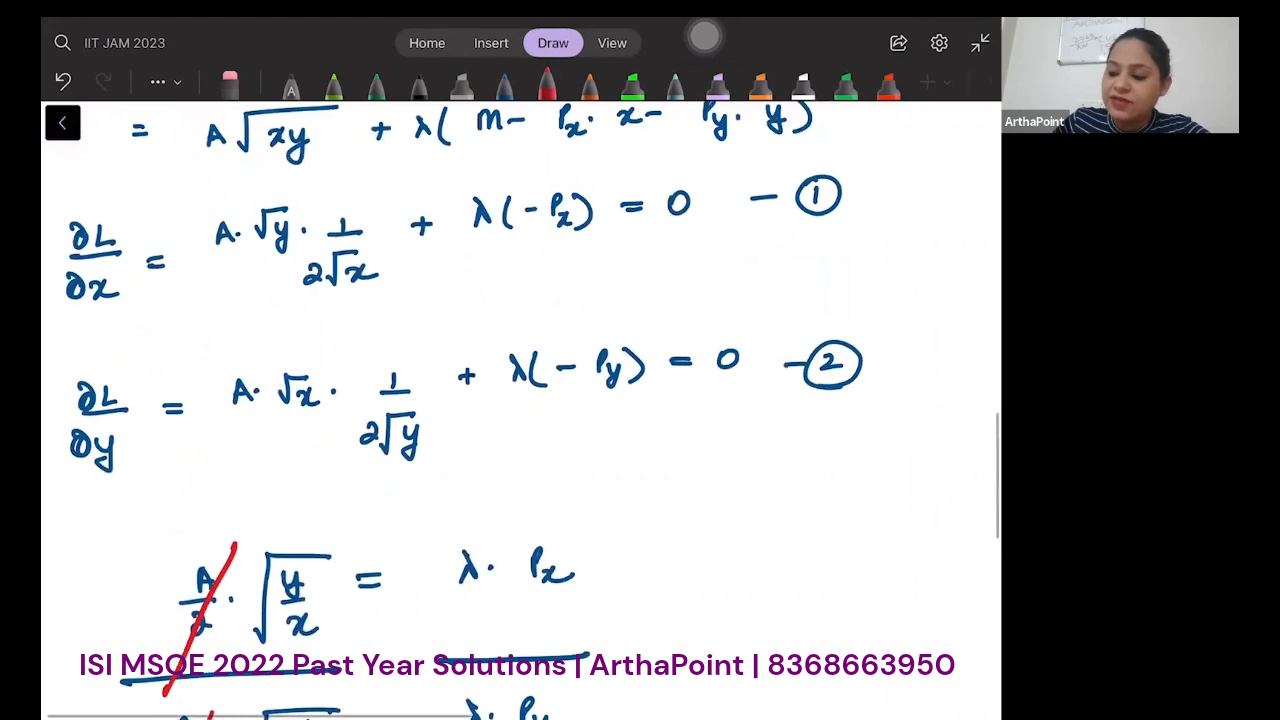 IIT JAM 2023
Home Insert Draw View
A
ArthaPoint
= A√xy + λ( m - Px. x - Py. y)
∂L/∂x = A. √y. 1/2√x + λ(-Px) = 0 - ①
∂L/∂y = A. √x. 1/2√y + λ(-Py) = 0 - ②
A/2 . √y/x = λ. Px
ISI MSQE 2022 Past Year Solutions | ArthaPoint | 8368663950
λ. Py